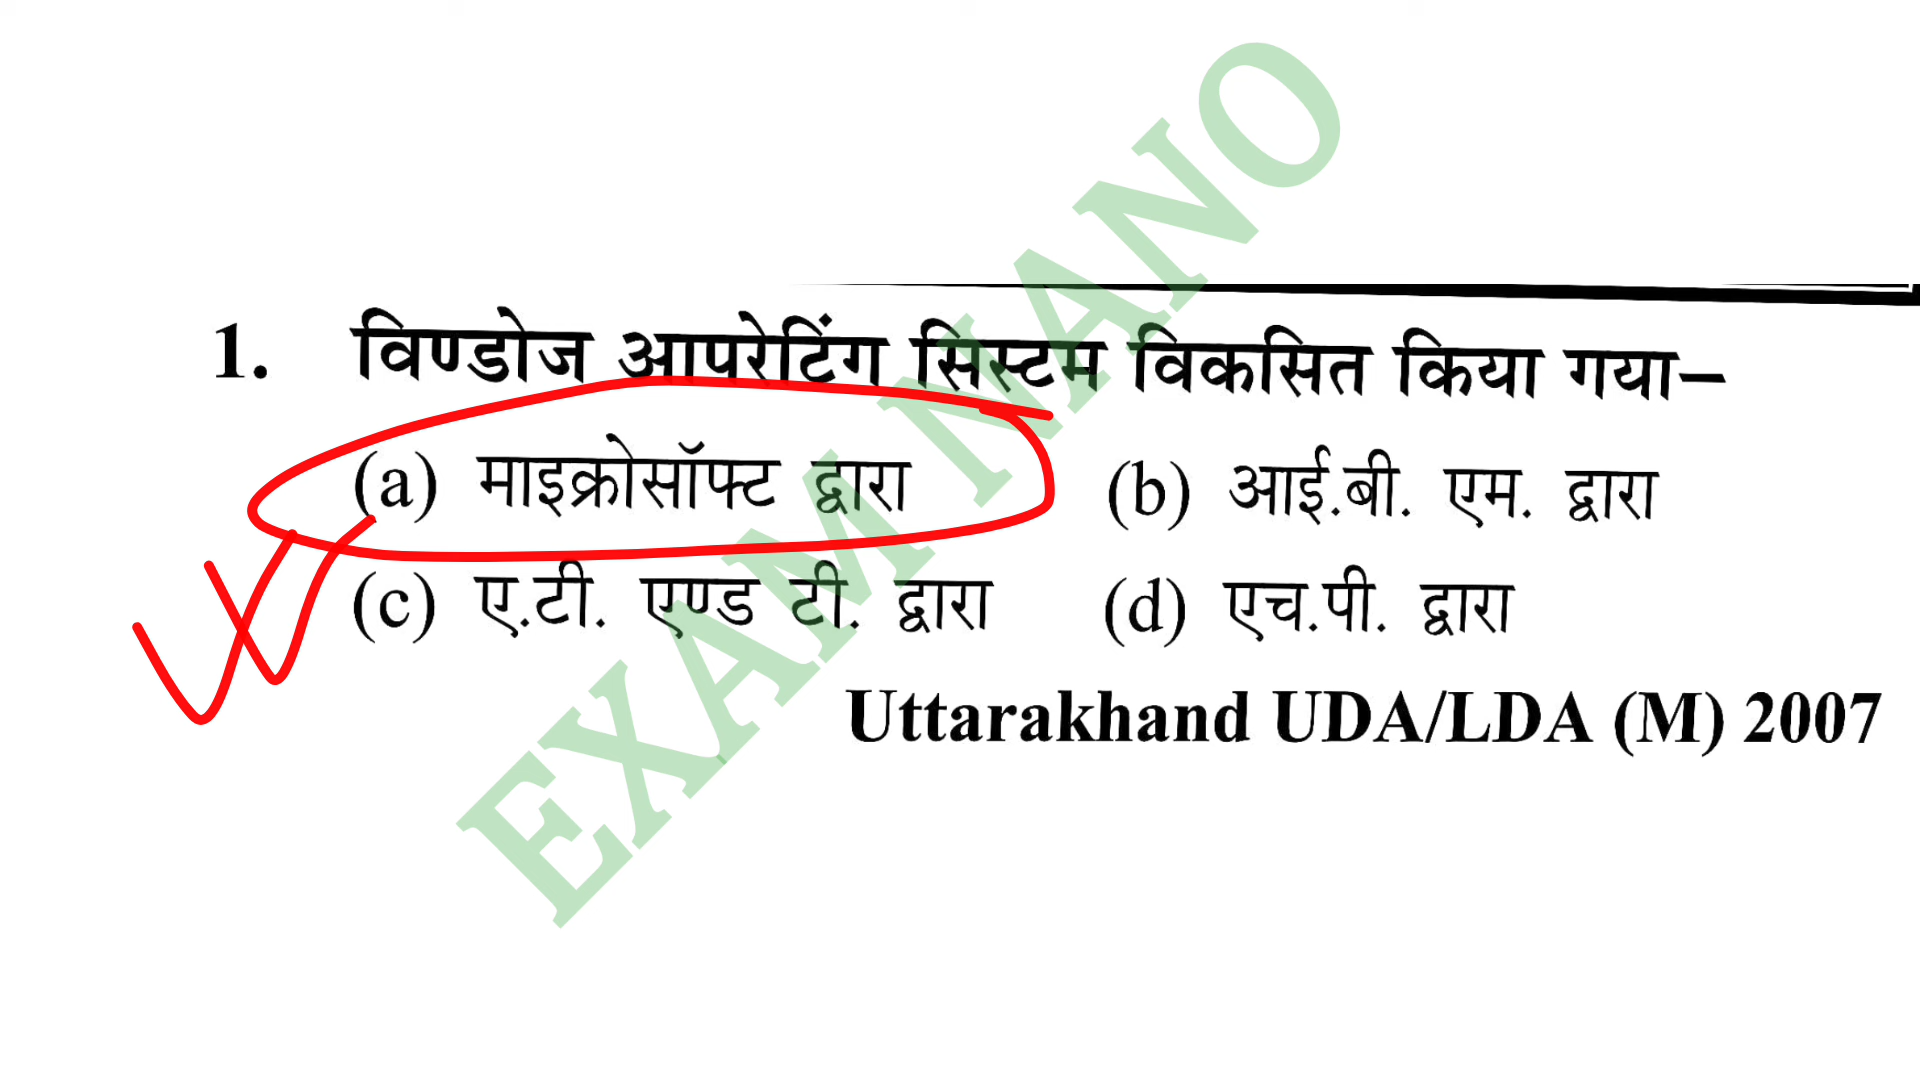 1. विण्डोज आपरेटिंग सिस्टम विकसित किया गया–
(a) माइक्रोसॉफ्ट द्वारा (b) आई.बी. एम. द्वारा
(c) ए.टी. एण्ड टी. द्वारा (d) एच.पी. द्वारा
Uttarakhand UDA/LDA (M) 2007
EXAM NANO